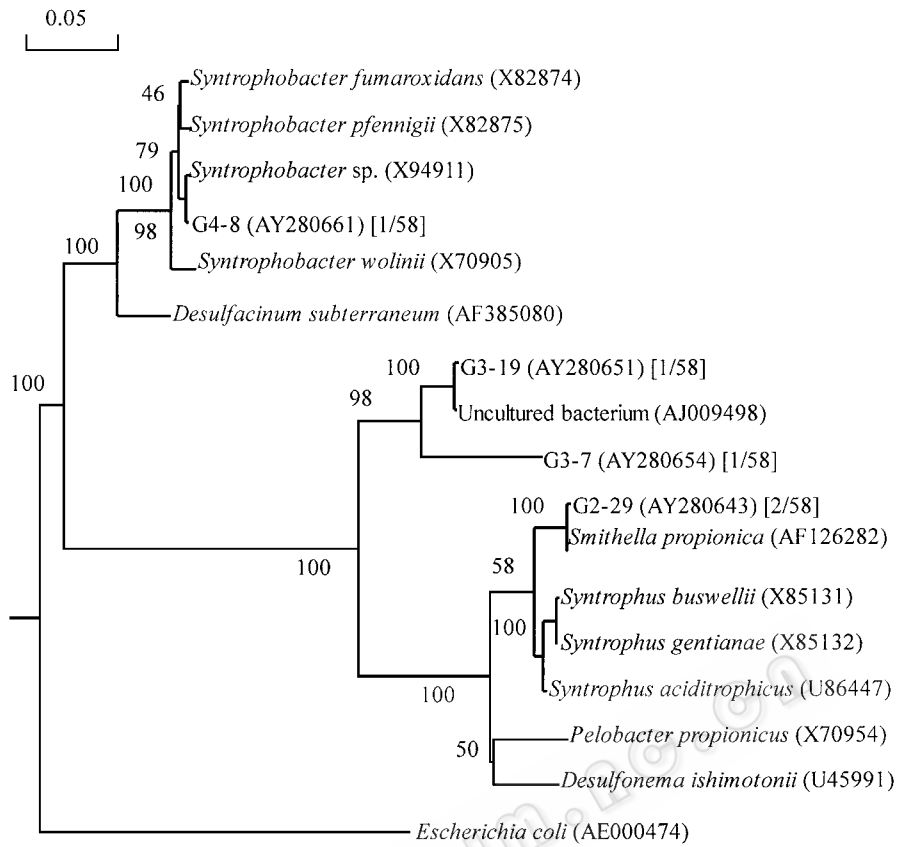 0.05
Syntrophobacter fumaroxidans (X82874)
46
Syntrophobacter pfennigii (X82875)
79
Syntrophobacter sp. (X94911)
100
G4-8 (AY280661) [1/58]
98
100
Syntrophobacter wolinii (X70905)
Desulfacinum subterraneum (AF385080)
100
G3-19 (AY280651) [1/58]
100
98
Uncultured bacterium (AJ009498)
G3-7 (AY280654) [1/58]
100
G2-29 (AY280643) [2/58]
Smithella propionica (AF126282)
100
58
Syntrophus buswellii (X85131)
100
Syntrophus gentianae (X85132)
100
Syntrophus aciditrophicus (U86447)
50
Pelobacter propionicus (X70954)
Desulfonema ishimotonii (U45991)
Escherichia coli (AE000474)